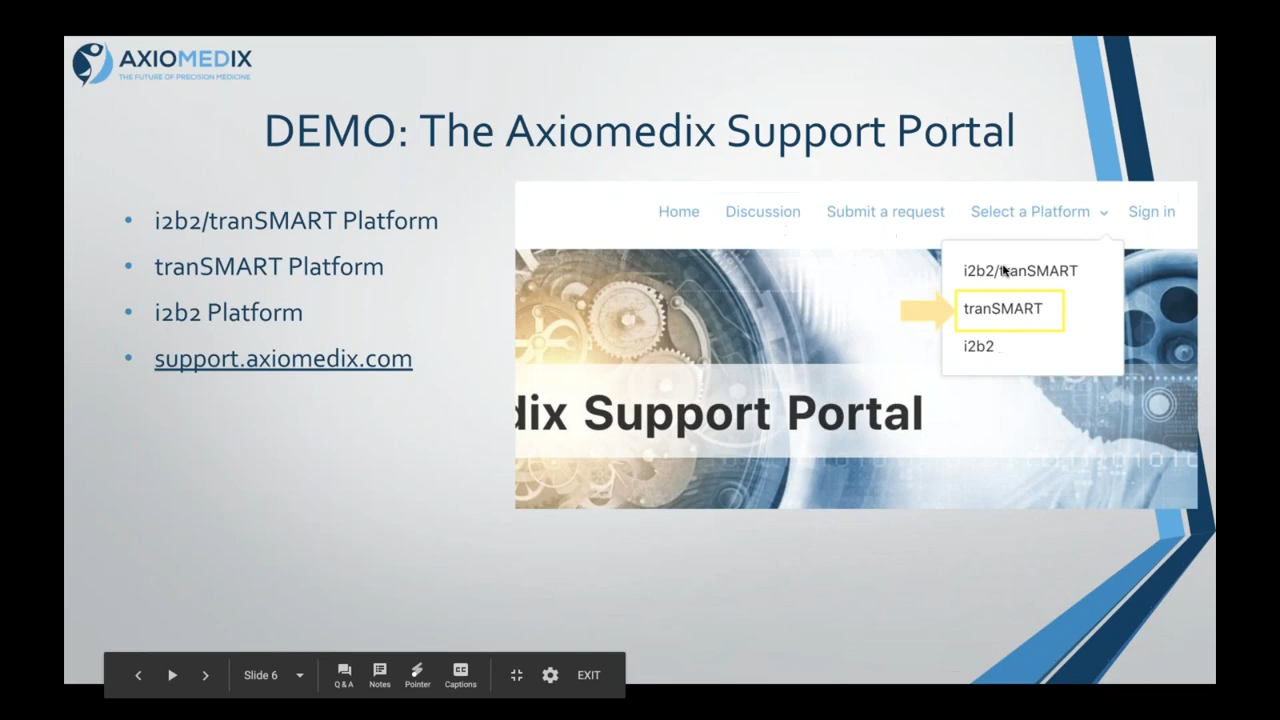 AXIOMEDIX
THE FUTURE OF PRECISION MEDICINE
DEMO: The Axiomedix Support Portal
• i2b2/tranSMART Platform
• tranSMART Platform
• i2b2 Platform
• support.axiomedix.com
Home Discussion Submit a request Select a Platform Sign in
i2b2/tranSMART
tranSMART
i2b2
dix Support Portal
Slide 6 Q & A Notes Pointer CC Captions EXIT